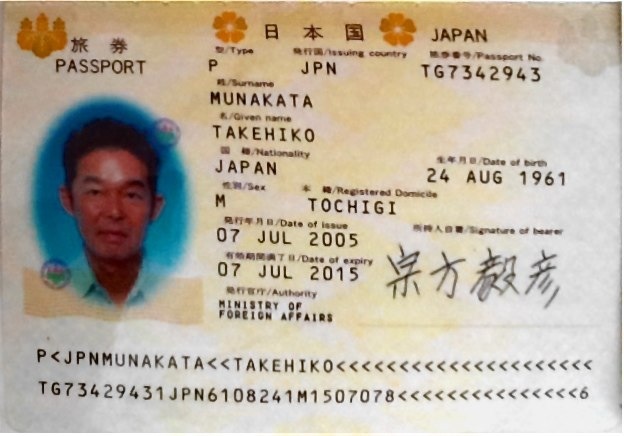 旅券 日本国 JAPAN
PASSPORT
型/Type 発行国/Issuing country 旅券番号/Passport No.
P JPN TG7342943
姓/Surname
MUNAKATA
名/Given name
TAKEHIKO
国籍/Nationality 生年月日/Date of birth
JAPAN 24 AUG 1961
性別/Sex 本籍/Registered Domicile
M TOCHIGI
発行年月日/Date of issue 所持人自署/Signature of bearer
07 JUL 2005
有効期間満了日/Date of expiry
07 JUL 2015 宗方毅彦
発行官庁/Authority
MINISTRY OF
FOREIGN AFFAIRS
P<JPNMUNAKATA<<TAKEHIKO<<<<<<<<<<<<<<<<<<<<<
TG73429431JPN6108241M1507078<<<<<<<<<<<<<<<6